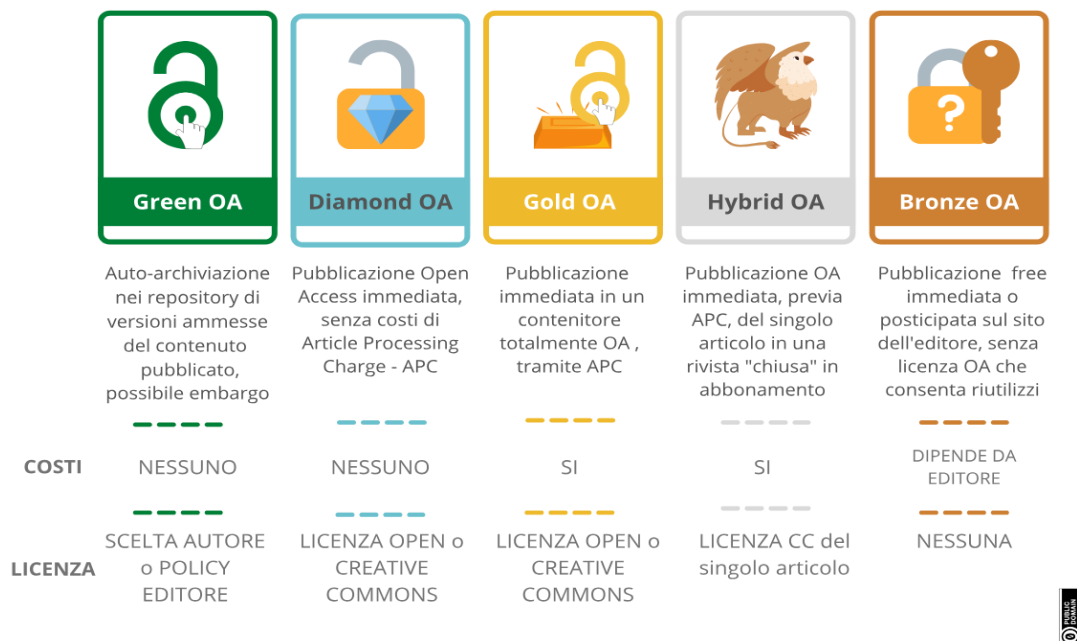 Green OA
Diamond OA
Gold OA
Hybrid OA
Bronze OA
?
Auto-archiviazione
nei repository di
versioni ammesse
del contenuto
pubblicato,
possibile embargo
Pubblicazione Open
Access immediata,
senza costi di
Article Processing
Charge - APC
Pubblicazione
immediata in un
contenitore
totalmente OA ,
tramite APC
Pubblicazione OA
immediata, previa
APC, del singolo
articolo in una
rivista "chiusa" in
abbonamento
Pubblicazione free
immediata o
posticipata sul sito
dell'editore, senza
licenza OA che
consenta riutilizzi
COSTI
NESSUNO
NESSUNO
SI
SI
DIPENDE DA
EDITORE
LICENZA
SCELTA AUTORE
o POLICY
EDITORE
LICENZA OPEN o
CREATIVE
COMMONS
LICENZA OPEN o
CREATIVE
COMMONS
LICENZA CC del
singolo articolo
NESSUNA
PUBLIC
DOMAIN